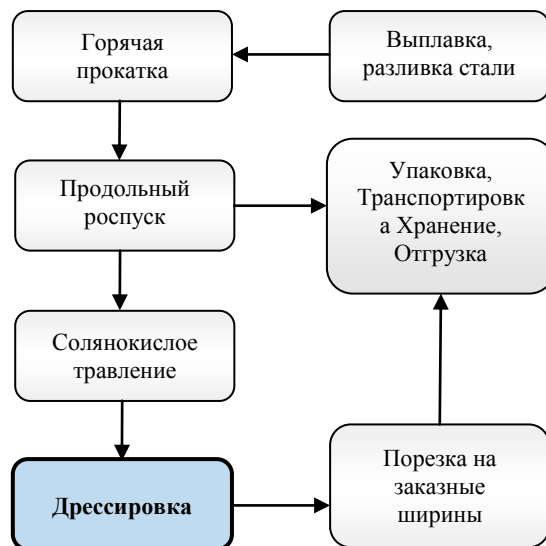 Горячая
прокатка
Выплавка,
разливка стали
Продольный
роспуск
Упаковка,
Транспортировк
а Хранение,
Отгрузка
Солянокислое
травление
Дрессировка
Порезка на
заказные
ширины